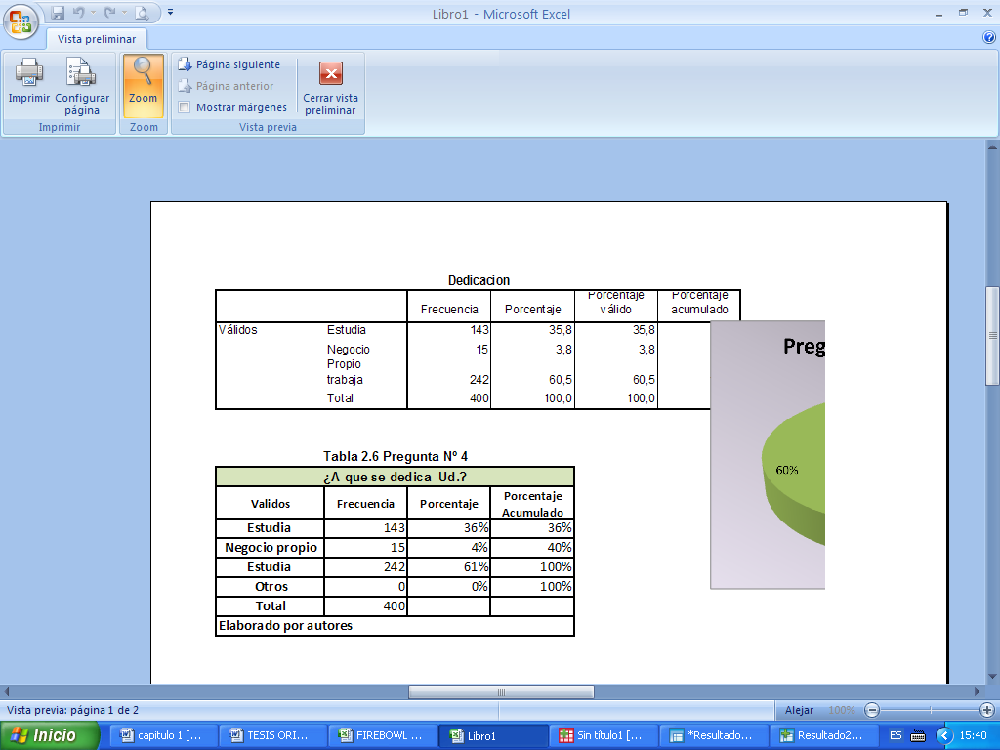 Libro1 - Microsoft Excel
Vista preliminar
Imprimir
Configurar página
Zoom
Página siguiente
Página anterior
Mostrar márgenes
Cerrar vista preliminar
Imprimir
Zoom
Vista previa
Dedicacion
Frecuencia Porcentaje Porcentaje válido Porcentaje acumulado
Válidos Estudia 143 35,8 35,8
Negocio Propio 15 3,8 3,8
trabaja 242 60,5 60,5
Total 400 100,0 100,0
Preg
60%
Tabla 2.6 Pregunta Nº 4
¿A que se dedica Ud.?
Validos Frecuencia Porcentaje Porcentaje Acumulado
Estudia 143 36% 36%
Negocio propio 15 4% 40%
Estudia 242 61% 100%
Otros 0 0% 100%
Total 400
Elaborado por autores
Vista previa: página 1 de 2
Alejar 100%
Inicio
capitulo 1 [...
TESIS ORI...
FIREBOWL ...
Libro1
Sin título1 [...
*Resultado...
Resultado2...
ES
15:40